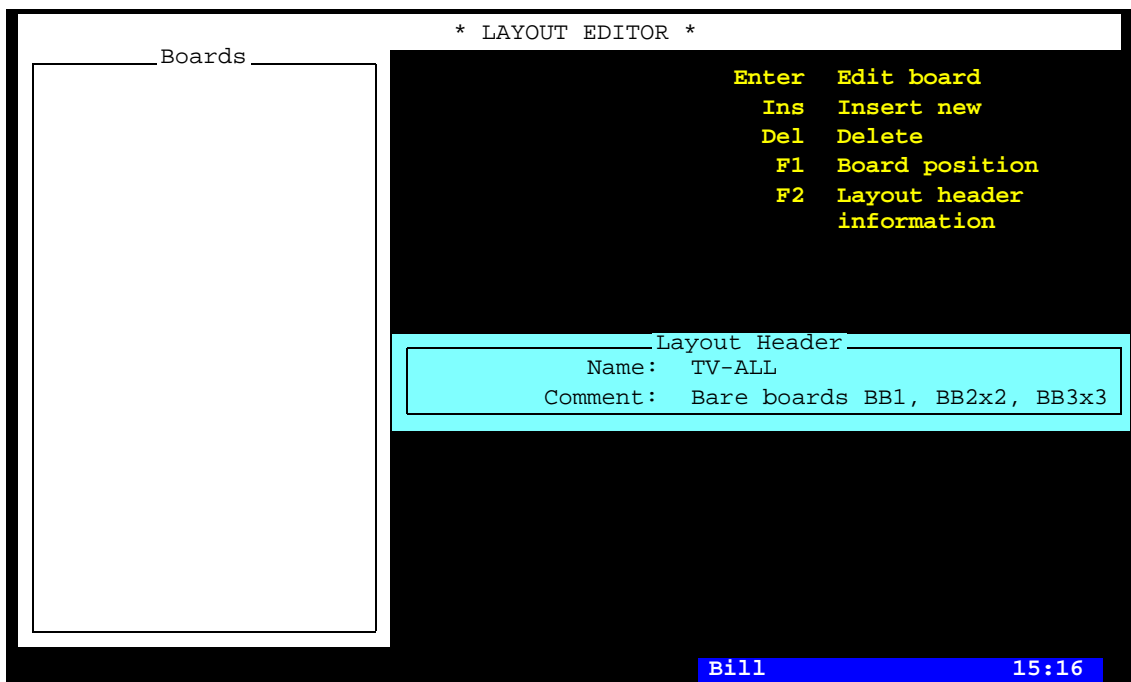 * LAYOUT EDITOR *
Boards
Enter Edit board
Ins Insert new
Del Delete
F1 Board position
F2 Layout header
information
Layout Header
Name: TV-ALL
Comment: Bare boards BB1, BB2x2, BB3x3
Bill 15:16